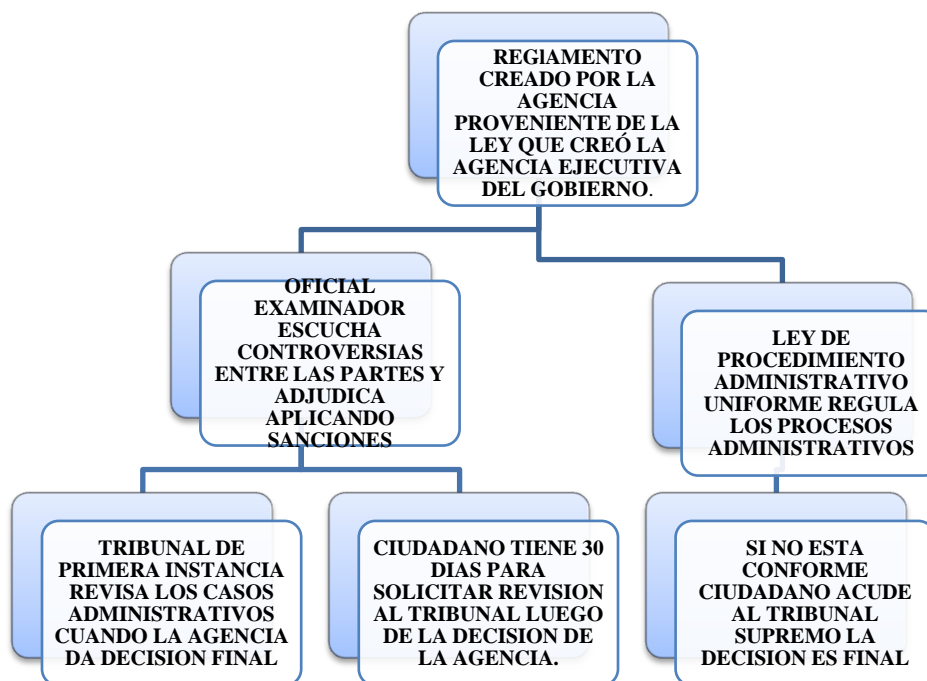 REGlAMENTO
CREADO POR LA
AGENCIA
PROVENIENTE DE LA
LEY QUE CREÓ LA
AGENCIA EJECUTIVA
DEL GOBIERNO.
OFICIAL
EXAMINADOR
ESCUCHA
CONTROVERSIAS
ENTRE LAS PARTES Y
ADJUDICA
APLICANDO
SANCIONES
LEY DE
PROCEDIMIENTO
ADMINISTRATIVO
UNIFORME REGULA
LOS PROCESOS
ADMINISTRATIVOS
TRIBUNAL DE
PRIMERA INSTANCIA
REVISA LOS CASOS
ADMINISTRATIVOS
CUANDO LA AGENCIA
DA DECISION FINAL
CIUDADANO TIENE 30
DIAS PARA
SOLICITAR REVISION
AL TRIBUNAL LUEGO
DE LA DECISION DE
LA AGENCIA.
SI NO ESTA
CONFORME
CIUDADANO ACUDE
AL TRIBUNAL
SUPREMO LA
DECISION ES FINAL